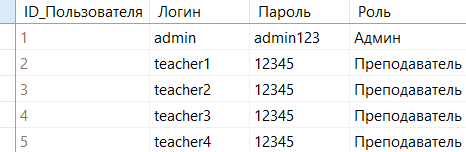 ID_Пользователя Логин Пароль Роль
1 admin admin123 Админ
2 teacher1 12345 Преподаватель
3 teacher2 12345 Преподаватель
4 teacher3 12345 Преподаватель
5 teacher4 12345 Преподаватель